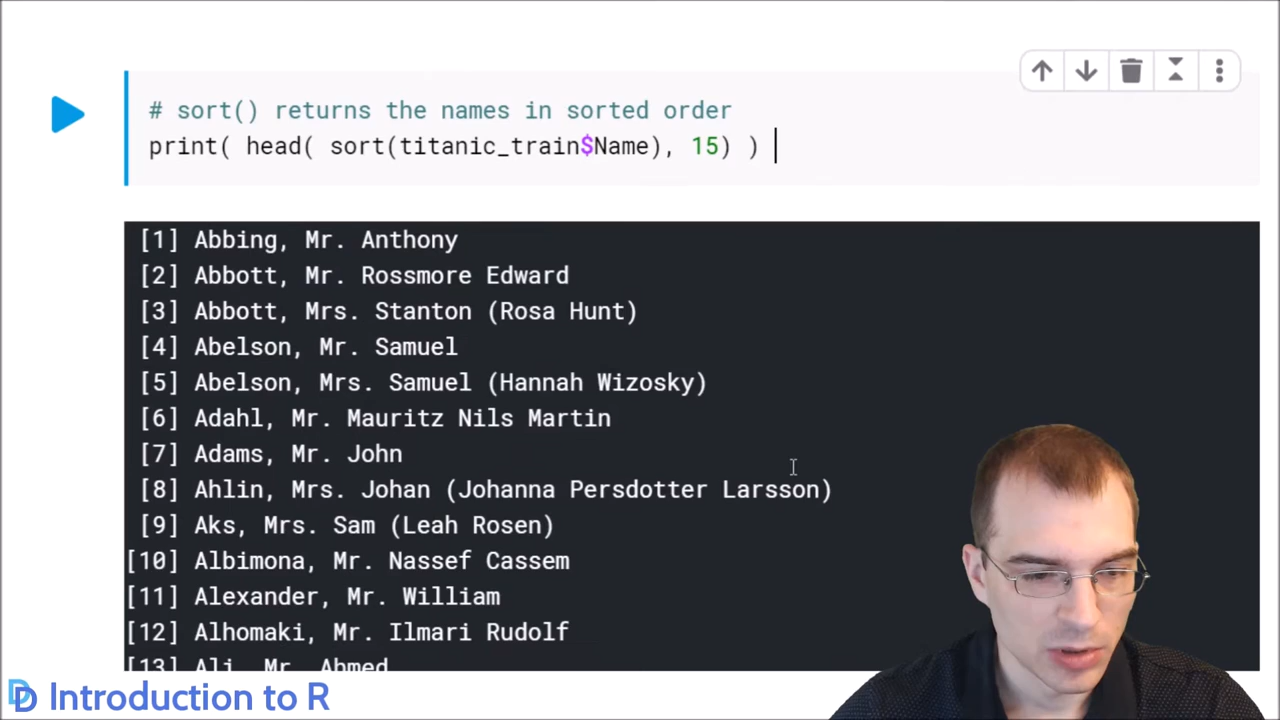 # sort() returns the names in sorted order
print( head( sort(titanic_train$Name), 15) )
[1] Abbing, Mr. Anthony
[2] Abbott, Mr. Rossmore Edward
[3] Abbott, Mrs. Stanton (Rosa Hunt)
[4] Abelson, Mr. Samuel
[5] Abelson, Mrs. Samuel (Hannah Wizosky)
[6] Adahl, Mr. Mauritz Nils Martin
[7] Adams, Mr. John
[8] Ahlin, Mrs. Johan (Johanna Persdotter Larsson)
[9] Aks, Mrs. Sam (Leah Rosen)
[10] Albimona, Mr. Nassef Cassem
[11] Alexander, Mr. William
[12] Alhomaki, Mr. Ilmari Rudolf
[13] Ali, Mr. Ahmed
Introduction to R